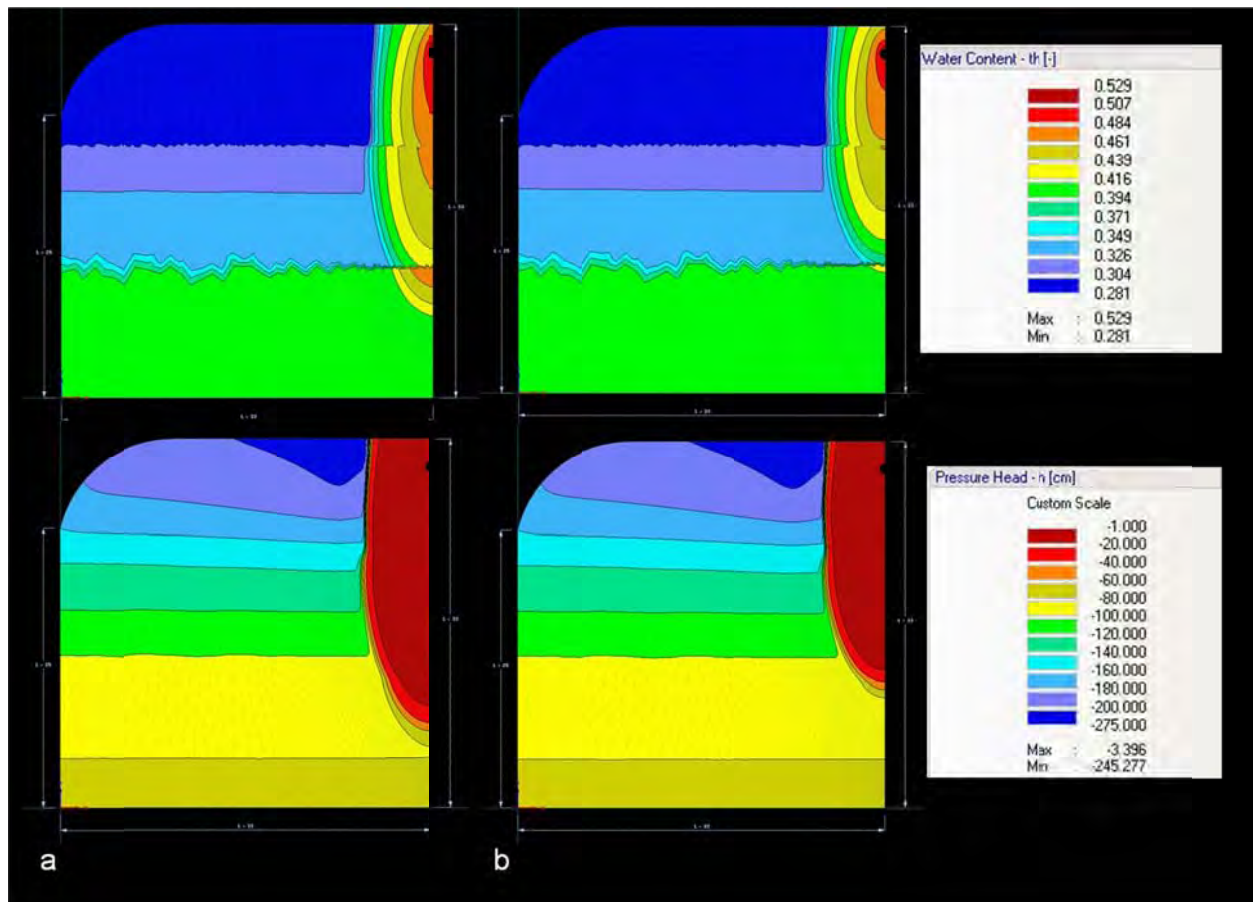 Water Content - th [-]
0.529
0.507
0.484
0.461
0.439
0.416
0.394
0.371
0.349
0.326
0.304
0.281
Max : 0.529
Min : 0.281
Pressure Head - h [cm]
Custom Scale
-1.000
-20.000
-40.000
-60.000
-80.000
-100.000
-120.000
-140.000
-160.000
-180.000
-200.000
-275.000
Max : -3.396
Min : -245.277
a
b